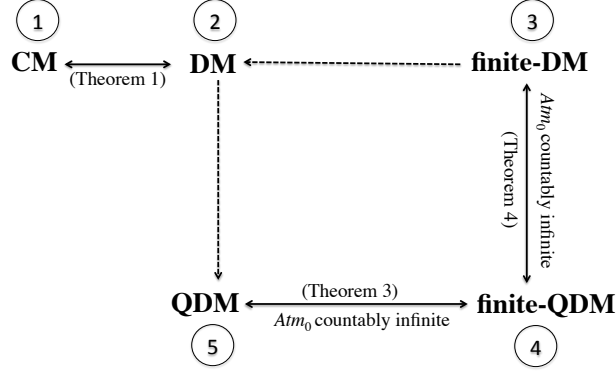 1
2
3
CM
DM
finite-DM
(Theorem 1)
Atm₀ countably infinite
(Theorem 4)
(Theorem 3)
QDM
finite-QDM
Atm₀ countably infinite
5
4